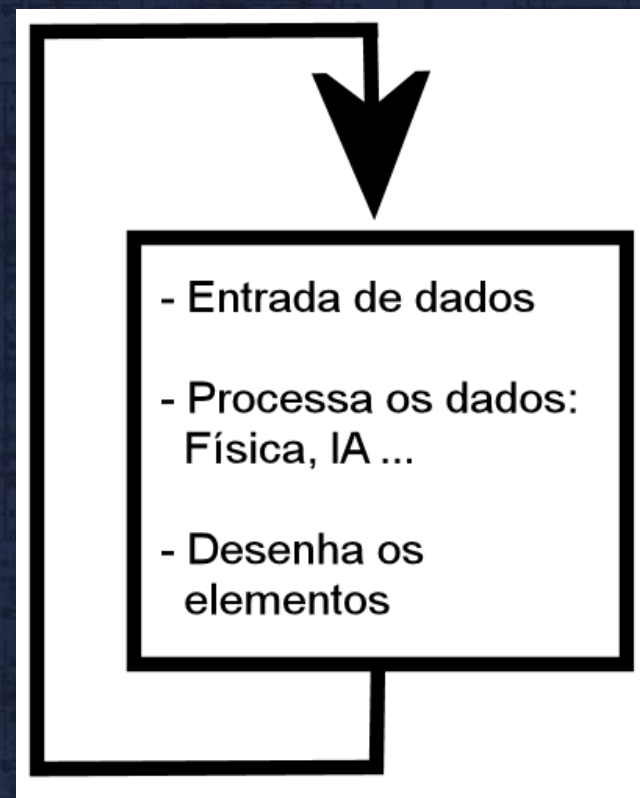 - Entrada de dados
- Processa os dados:
Física, IA ...
- Desenha os
elementos